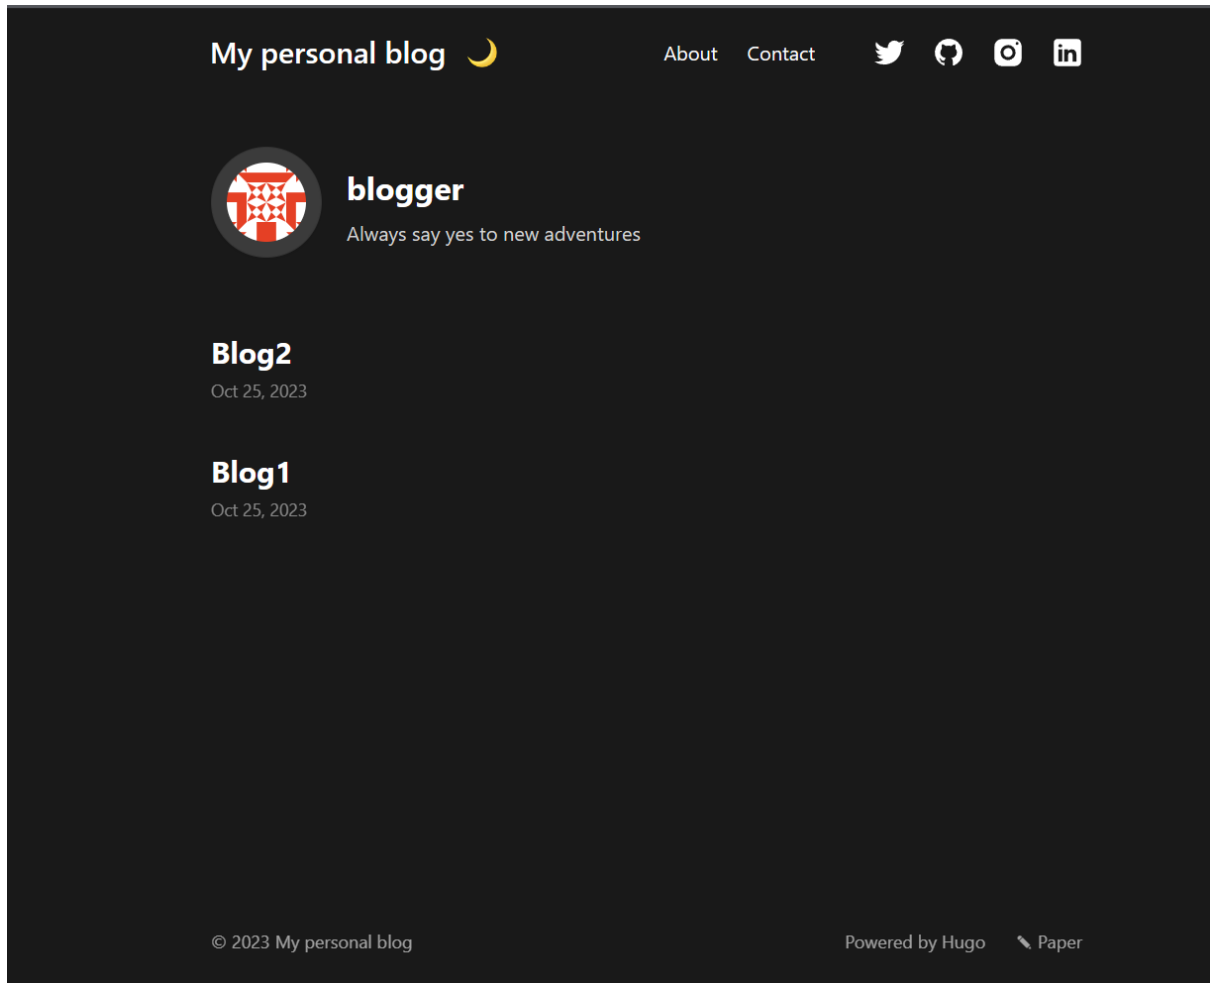 My personal blog 🌙 About Contact
blogger
Always say yes to new adventures
Blog2
Oct 25, 2023
Blog1
Oct 25, 2023
© 2023 My personal blog Powered by Hugo ✎ Paper